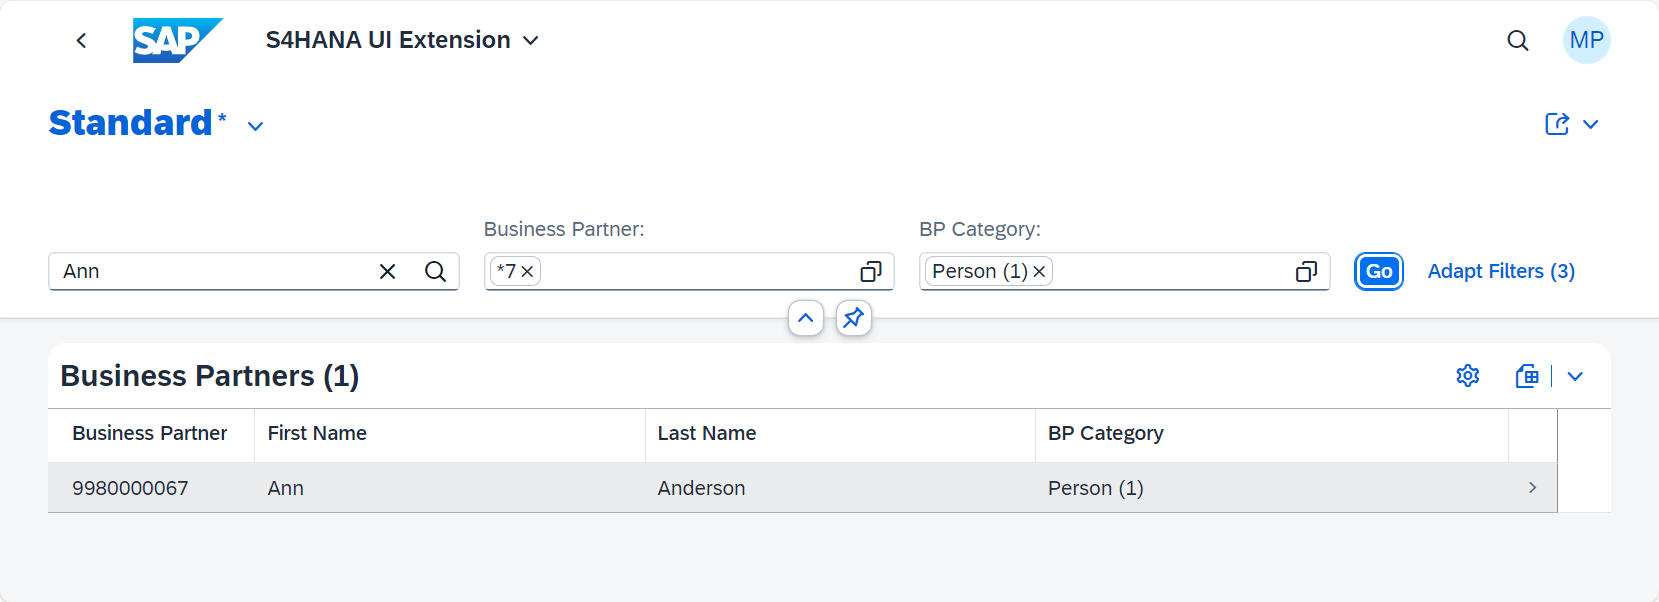 SAP S4HANA UI Extension MP
Standard*
Business Partner: BP Category:
Ann *7 Person (1) Go Adapt Filters (3)
Business Partners (1)
Business Partner First Name Last Name BP Category
9980000067 Ann Anderson Person (1)